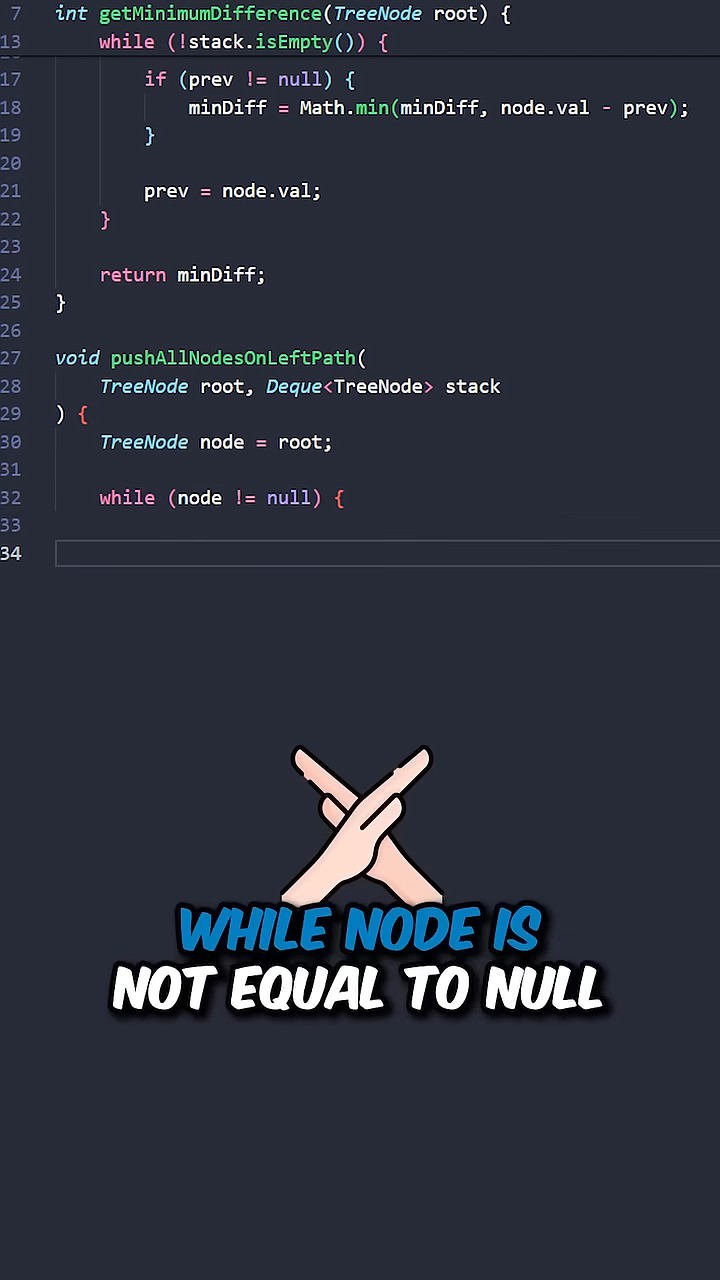 7 int getMinimumDifference(TreeNode root) {
13 while (!stack.isEmpty()) {
17 if (prev != null) {
18 minDiff = Math.min(minDiff, node.val - prev);
19 }
20
21 prev = node.val;
22 }
23
24 return minDiff;
25 }
26
27 void pushAllNodesOnLeftPath(
28 TreeNode root, Deque<TreeNode> stack
29 ) {
30 TreeNode node = root;
31
32 while (node != null) {
33
34
WHILE NODE IS
NOT EQUAL TO NULL